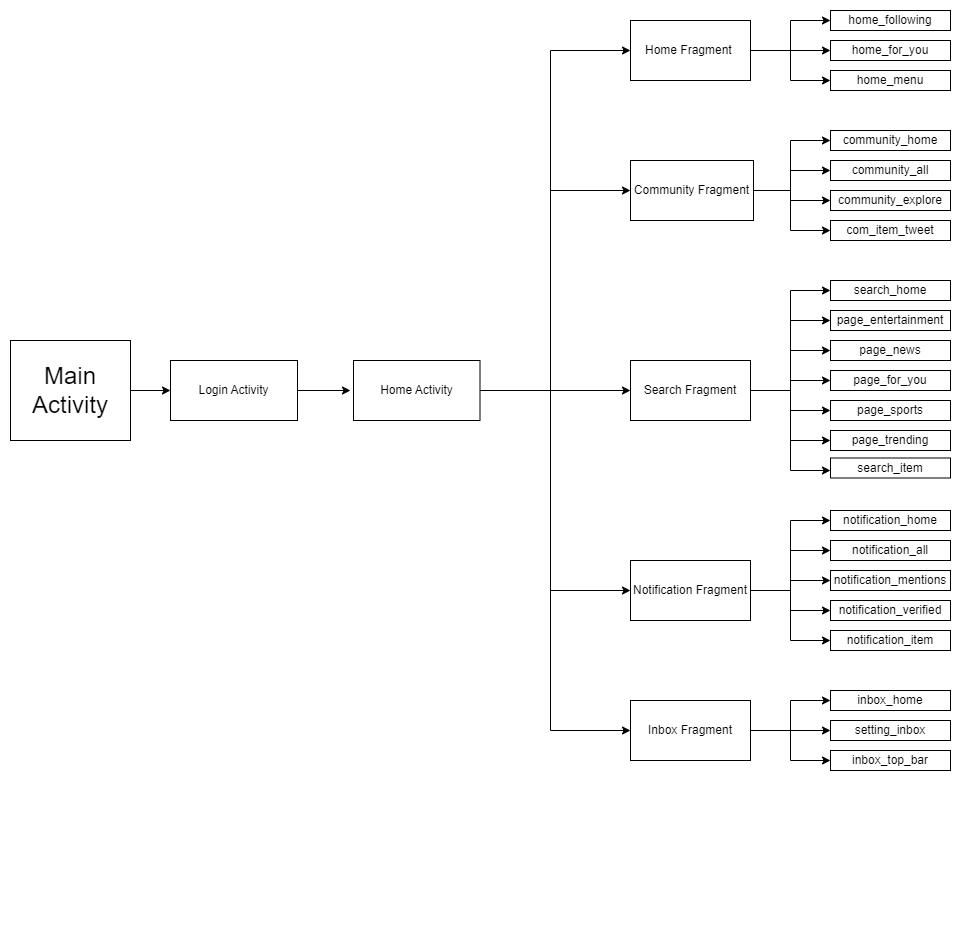 home_following
Home Fragment
home_for_you
home_menu
community_home
community_all
Community Fragment
community_explore
com_item_tweet
search_home
page_entertainment
page_news
Main
Activity
Login Activity
Home Activity
Search Fragment
page_for_you
page_sports
page_trending
search_item
notification_home
notification_all
Notification Fragment
notification_mentions
notification_verified
notification_item
inbox_home
Inbox Fragment
setting_inbox
inbox_top_bar